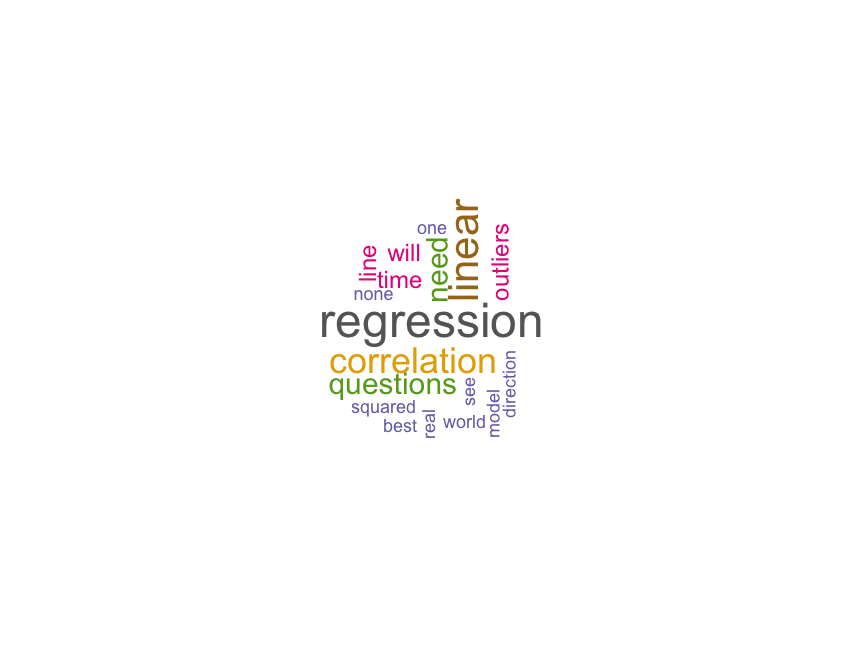 one
linear
need
will
line
time
none
outliers
regression
correlation
questions
see
direction
squared
best
real
world
model